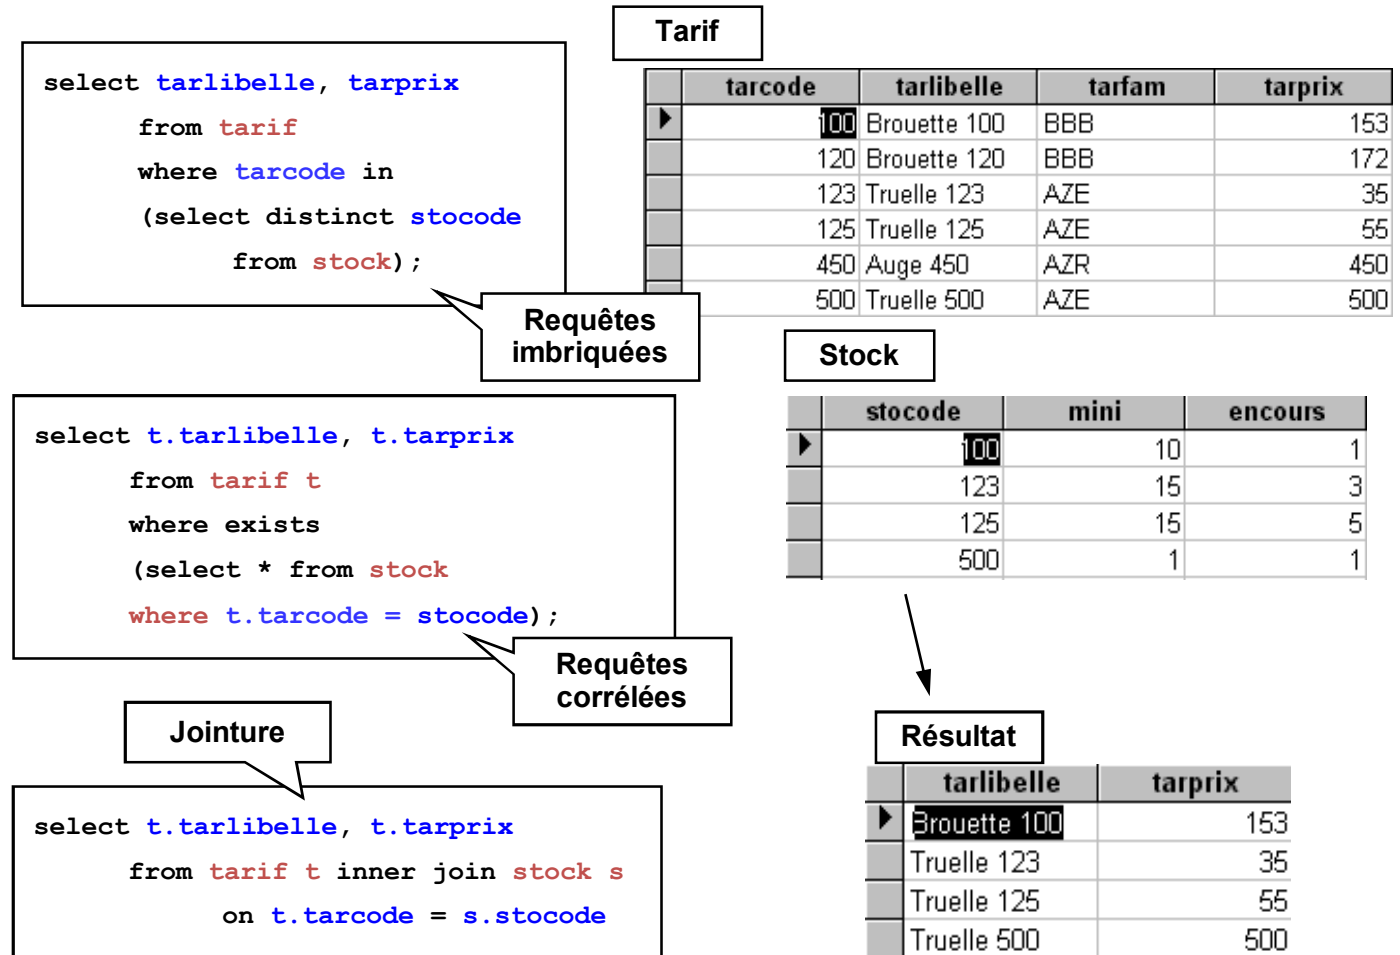 select tarlibelle, tarprix
from tarif
where tarcode in
(select distinct stocode
from stock);
Requêtes
imbriquées
Tarif
tarcode tarlibelle tarfam tarprix
100 Brouette 100 BBB 153
120 Brouette 120 BBB 172
123 Truelle 123 AZE 35
125 Truelle 125 AZE 55
450 Auge 450 AZR 450
500 Truelle 500 AZE 500
select t.tarlibelle, t.tarprix
from tarif t
where exists
(select * from stock
where t.tarcode = stocode);
Requêtes
corrélées
Stock
stocode mini encours
100 10 1
123 15 3
125 15 5
500 1 1
Jointure
select t.tarlibelle, t.tarprix
from tarif t inner join stock s
on t.tarcode = s.stocode
Résultat
tarlibelle tarprix
Brouette 100 153
Truelle 123 35
Truelle 125 55
Truelle 500 500